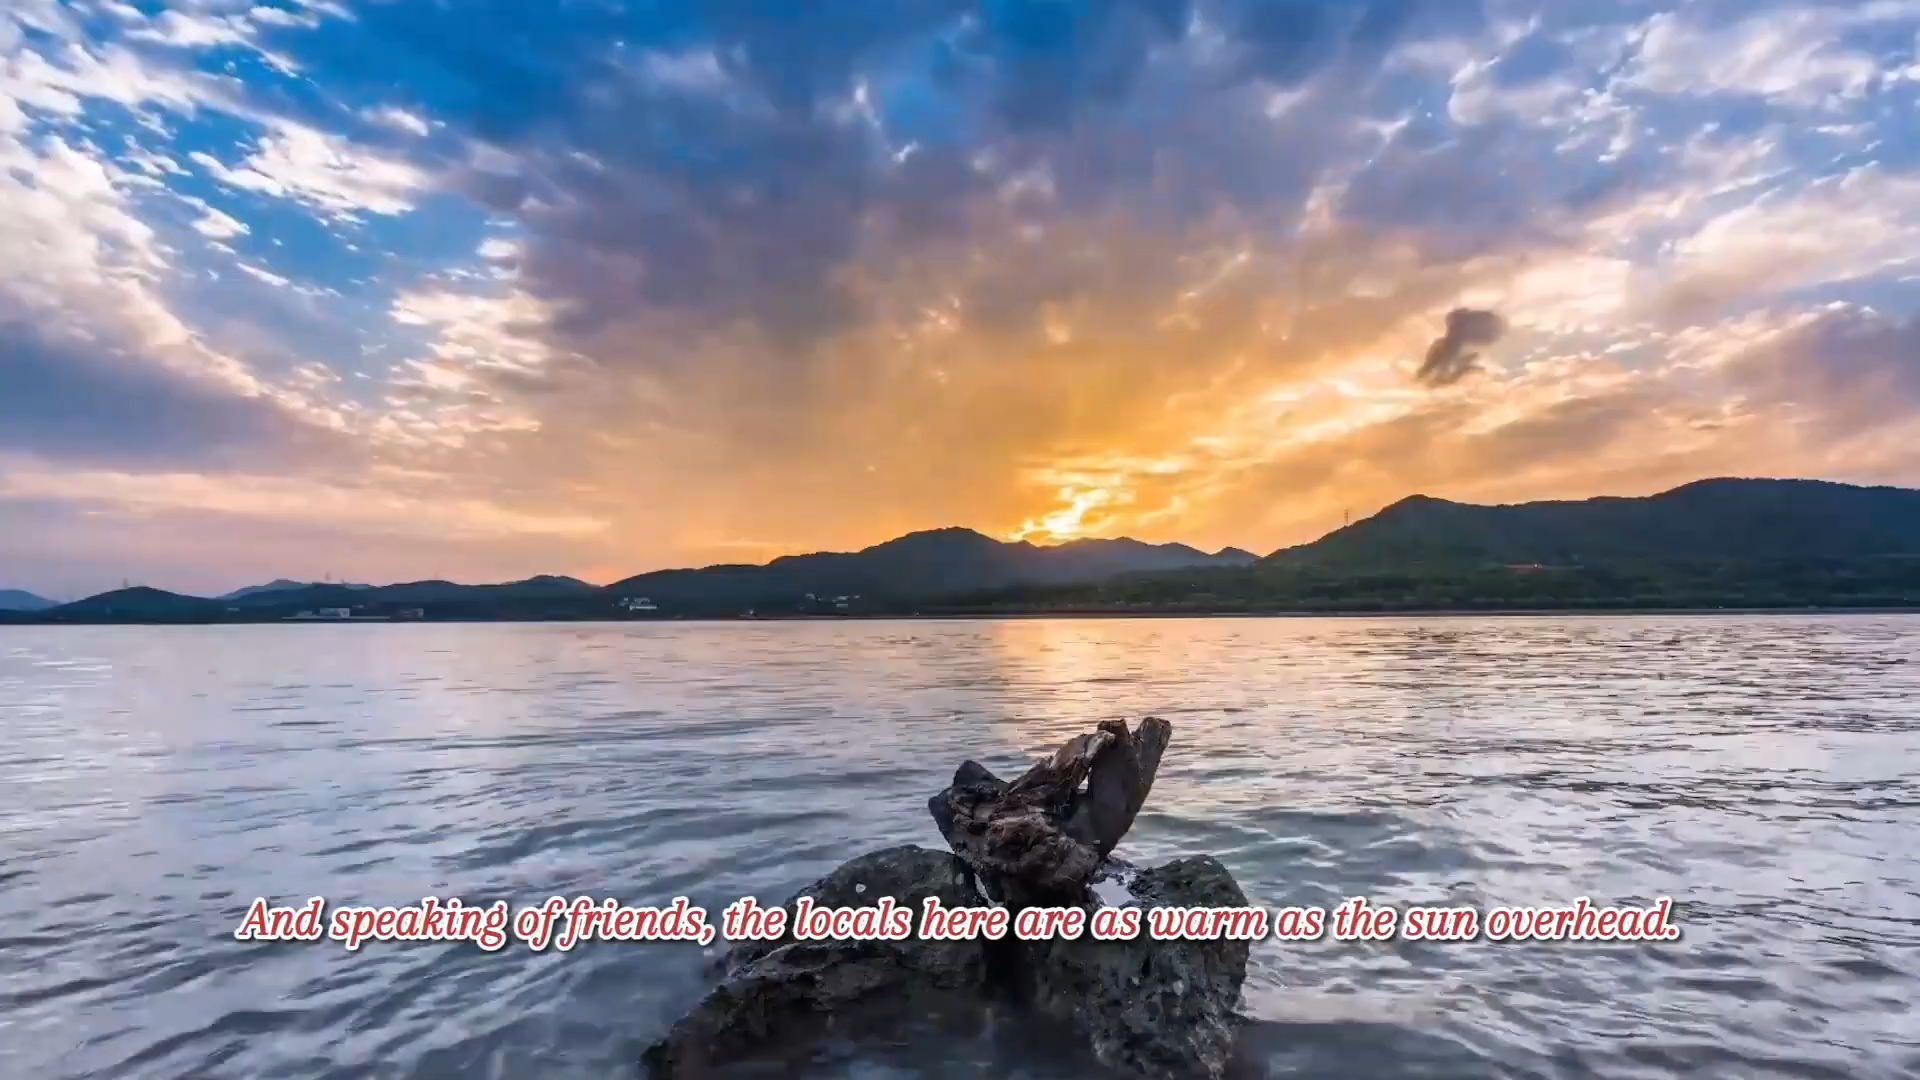 And speaking of friends, the locals here are as warm as the sun overhead.